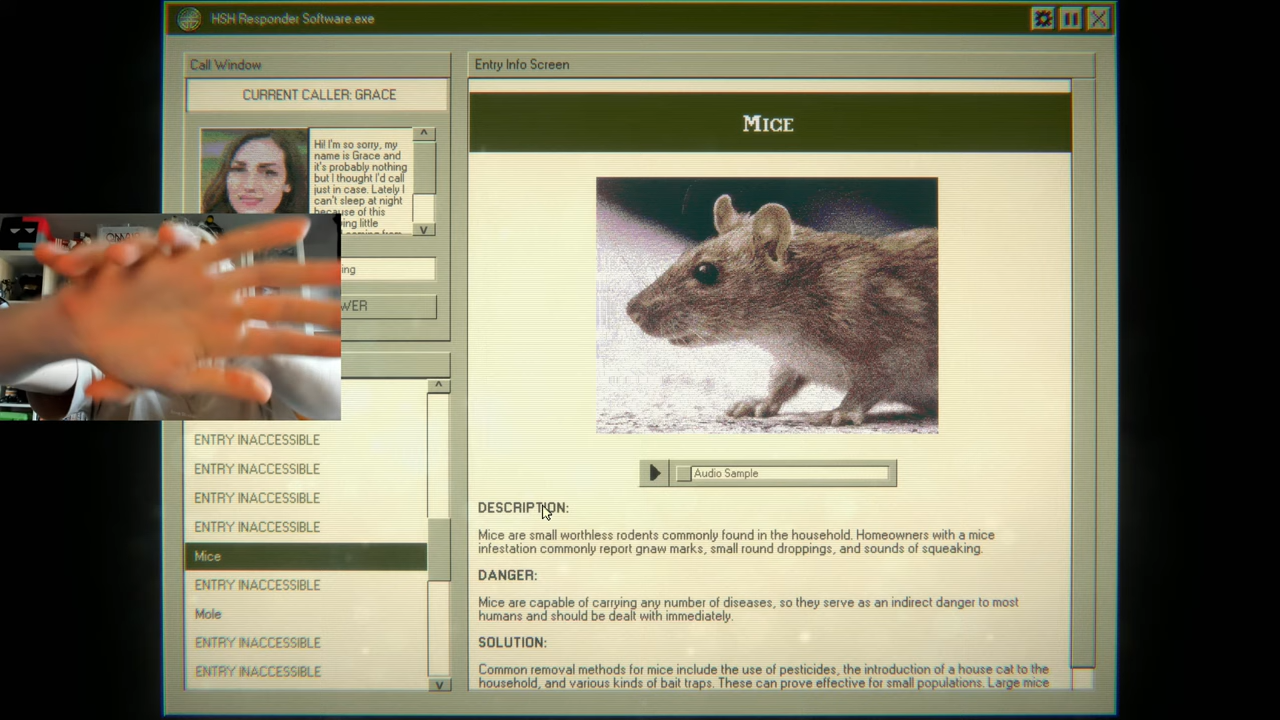 HSH Responder Software.exe
Call Window
CURRENT CALLER: GRACE
Hi! I'm so sorry, my
name is Grace and
it's probably nothing
but I thought I'd call
just in case. Lately I
can't sleep at night
because of this
little
ENTRY INACCESSIBLE
ENTRY INACCESSIBLE
ENTRY INACCESSIBLE
ENTRY INACCESSIBLE
Mice
ENTRY INACCESSIBLE
Mole
ENTRY INACCESSIBLE
ENTRY INACCESSIBLE
Entry Info Screen
MICE
Audio Sample
DESCRIPTION:
Mice are small worthless rodents commonly found in the household. Homeowners with a mice
infestation commonly report gnaw marks, small round droppings, and sounds of squeaking.
DANGER:
Mice are capable of carrying any number of diseases, so they serve as an indirect danger to most
humans and should be dealt with immediately.
SOLUTION:
Common removal methods for mice include the use of pesticides, the introduction of a house cat to the
household, and various kinds of bait traps. These can prove effective for small populations. Large mice